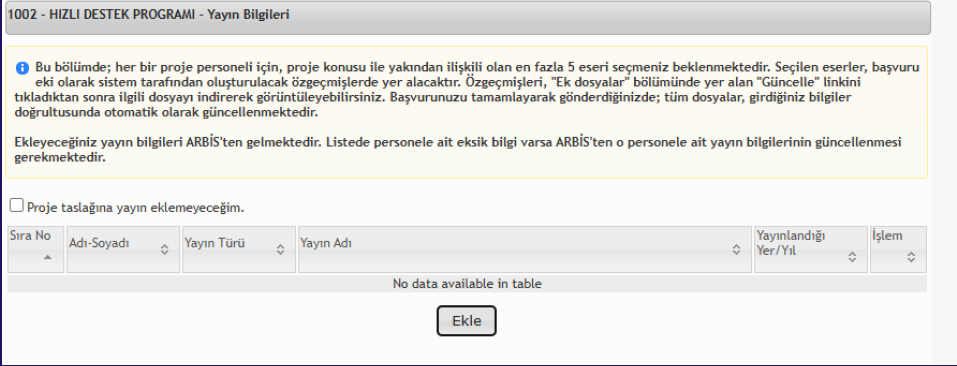 1002 - HIZLI DESTEK PROGRAMI - Yayın Bilgileri
Bu bölümde; her bir proje personeli için, proje konusu ile yakından ilişkili olan en fazla 5 eseri seçmeniz beklenmektedir. Seçilen eserler, başvuru
eki olarak sistem tarafından oluşturulacak özgeçmişlerde yer alacaktır. Özgeçmişleri, "Ek dosyalar" bölümünde yer alan "Güncelle" linkini
tıkladıktan sonra ilgili dosyayı indirerek görüntüleyebilirsiniz. Başvurunuzu tamamlayarak gönderdiğinizde; tüm dosyalar, girdiğiniz bilgiler
doğrultusunda otomatik olarak güncellenmektedir.
Ekleyeceğiniz yayın bilgileri ARBİS'ten gelmektedir. Listede personele ait eksik bilgi varsa ARBİS'ten o personele ait yayın bilgilerinin güncellenmesi
gerekmektedir.
Proje taslağına yayın eklemeyeceğim.
Sıra No Adı-Soyadı Yayın Türü Yayın Adı Yayınlandığı Yer/Yıl İşlem
No data available in table
Ekle